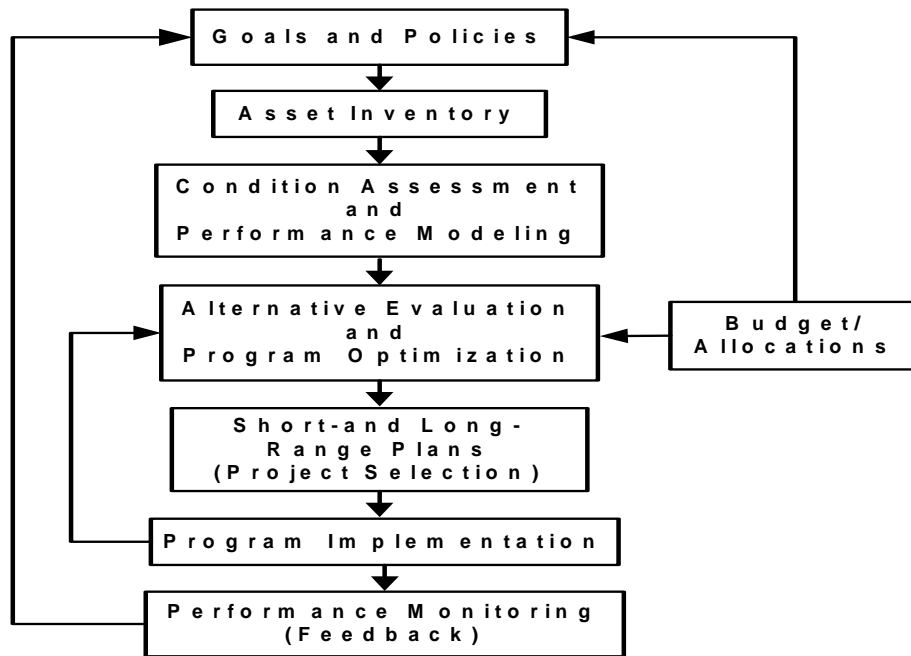 Goals and Policies
Asset Inventory
Condition Assessment
and
Performance Modeling
Alternative Evaluation
and
Program Optimization
Budget/
Allocations
Short-and Long-
Range Plans
(Project Selection)
Program Implementation
Performance Monitoring
(Feedback)